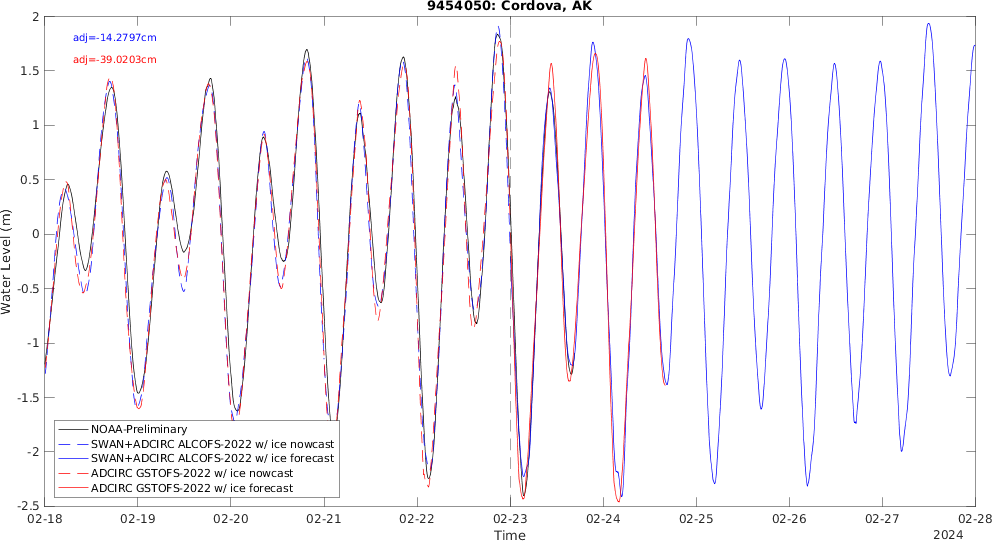 9454050: Cordova, AK
adj=-14.2797cm
adj=-39.0203cm
2
1.5
1
0.5
0
-0.5
-1
-1.5
-2
-2.5
Water Level (m)
NOAA-Preliminary
SWAN+ADCIRC ALCOFS-2022 w/ ice nowcast
SWAN+ADCIRC ALCOFS-2022 w/ ice forecast
ADCIRC GSTOFS-2022 w/ ice nowcast
ADCIRC GSTOFS-2022 w/ ice forecast
02-18 02-19 02-20 02-21 02-22 02-23 02-24 02-25 02-26 02-27 02-28
Time
2024